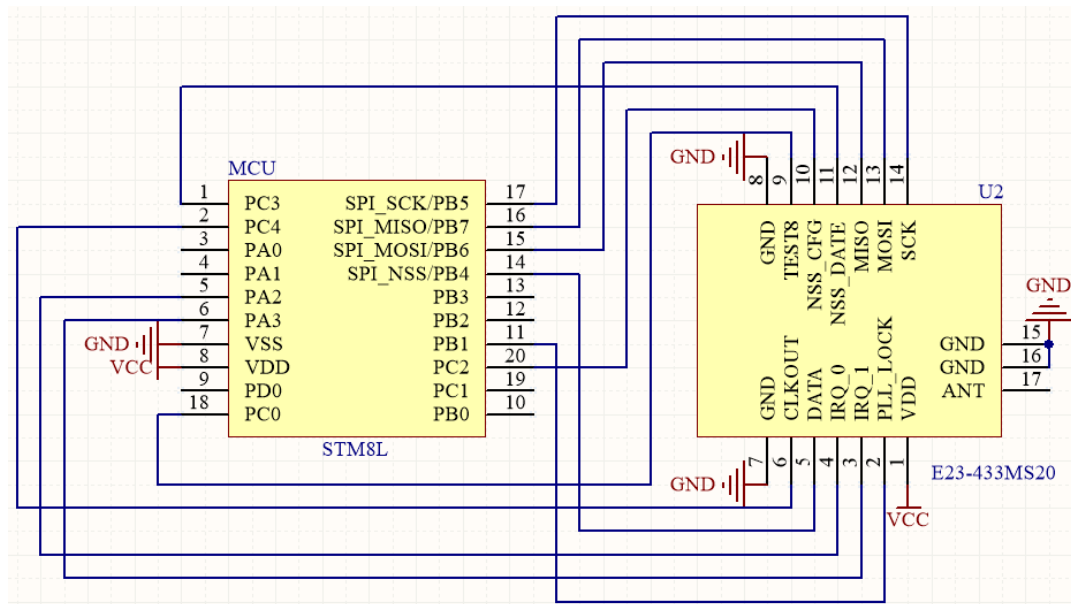 MCU
1 PC3 SPI_SCK/PB5 17
2 PC4 SPI_MISO/PB7 16
3 PA0 SPI_MOSI/PB6 15
4 PA1 SPI_NSS/PB4 14
5 PA2 PB3 13
6 PA3 PB2 12
GND 7 VSS PB1 11
VCC 8 VDD PC2 20
9 PD0 PC1 19
18 PC0 PB0 10
STM8L
U2
GND
8 9 10 11 12 13 14
GND TEST8 NSS_CFG NSS_DATE MISO MOSI SCK
GND
GND 15
GND 16
ANT 17
GND CLKOUT DATA IRQ_0 IRQ_1 PLL_LOCK VDD
7 6 5 4 3 2 1
GND
VCC
E23-433MS20